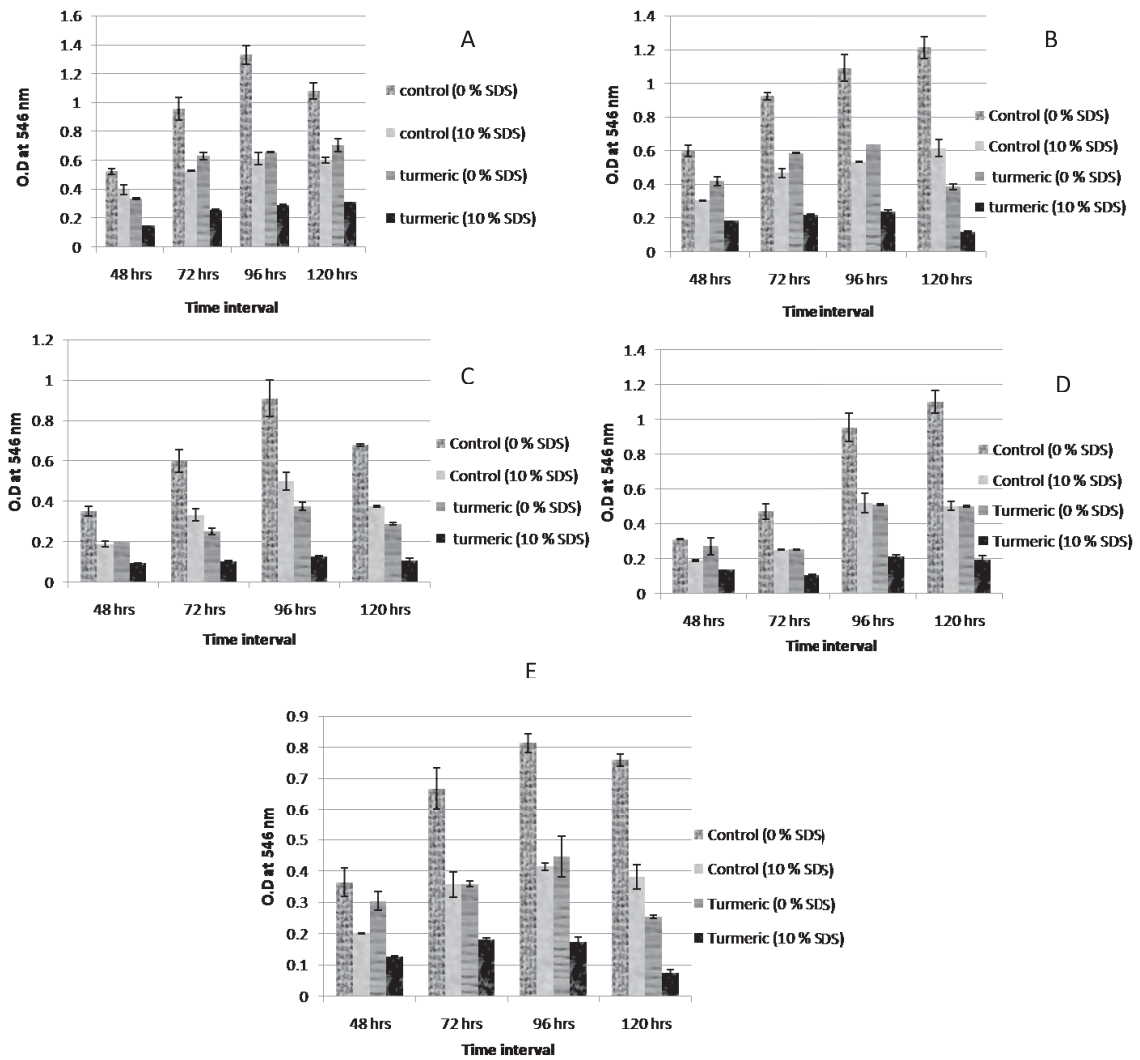 A
O.D at 546 nm
1.6
1.4
1.2
1
0.8
0.6
0.4
0.2
0
48 hrs 72 hrs 96 hrs 120 hrs
Time interval
control (0 % SDS)
control (10 % SDS)
turmeric (0 % SDS)
turmeric (10 % SDS)
B
O.D at 546 nm
1.4
1.2
1
0.8
0.6
0.4
0.2
0
48 hrs 72 hrs 96 hrs 120 hrs
Time interval
Control (0 % SDS)
Control (10 % SDS)
turmeric (0 % SDS)
turmeric (10 % SDS)
C
O.D at 546 nm
1.2
1
0.8
0.6
0.4
0.2
0
48 hrs 72 hrs 96 hrs 120 hrs
Time interval
Control (0 % SDS)
Control (10 % SDS)
turmeric (0 % SDS)
turmeric (10 % SDS)
D
O.D at 546 nm
1.4
1.2
1
0.8
0.6
0.4
0.2
0
48 hrs 72 hrs 96 hrs 120 hrs
Time interval
Control (0 % SDS)
Control (10 % SDS)
Turmeric (0 % SDS)
Turmeric (10 % SDS)
E
O.D at 546 nm
0.9
0.8
0.7
0.6
0.5
0.4
0.3
0.2
0.1
0
48 hrs 72 hrs 96 hrs 120 hrs
Time interval
Control (0 % SDS)
Control (10 % SDS)
Turmeric (0 % SDS)
Turmeric (10 % SDS)